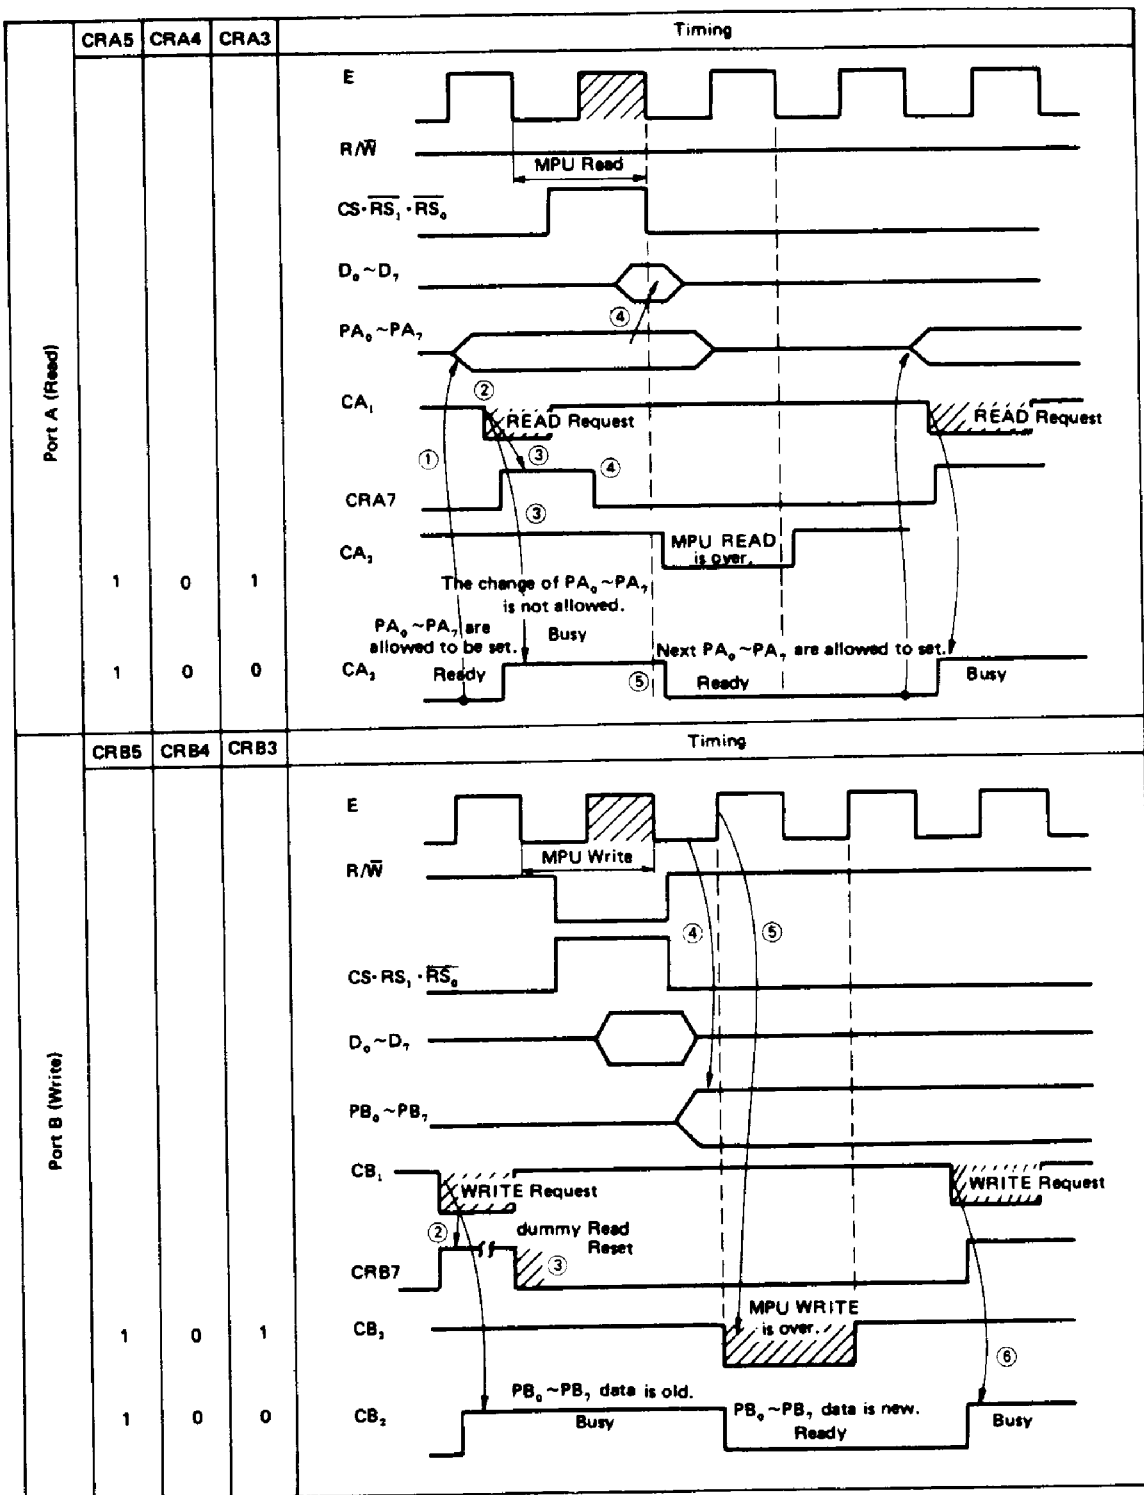 CRA5 CRA4 CRA3 Timing
Port A (Read)
E
R/W̅
MPU Read
CS·R̅S̅₁·R̅S̅₀
D₀~D₇
④
PA₀~PA₇
②
CA₁
READ Request
READ Request
①
③
④
CRA7
③
CA₂
MPU READ
is over.
1 0 1
The change of PA₀~PA₇
is not allowed.
PA₀~PA₇ are
allowed to be set.
Busy
Next PA₀~PA₇ are allowed to set.
1 0 0
CA₂
Ready
⑤
Ready
Busy
CRB5 CRB4 CRB3 Timing
Port B (Write)
E
MPU Write
R/W̅
④
⑤
CS·RS₁·R̅S̅₀
D₀~D₇
PB₀~PB₇
CB₁
WRITE Request
WRITE Request
②
dummy Read
Reset
③
CRB7
MPU WRITE
is over.
1 0 1
CB₂
⑥
PB₀~PB₇ data is old.
PB₀~PB₇ data is new.
1 0 0
CB₂
Busy
Ready
Busy